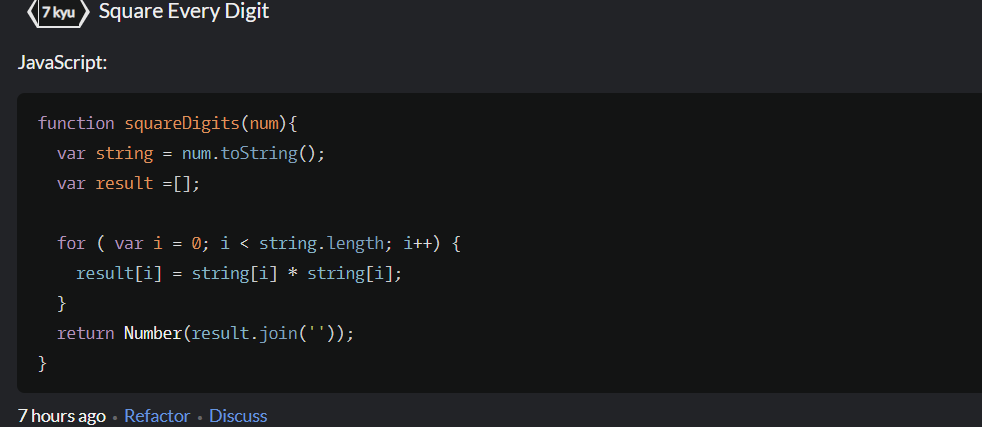 7 kyu Square Every Digit
JavaScript:
function squareDigits(num){
  var string = num.toString();
  var result =[];

  for ( var i = 0; i < string.length; i++) {
    result[i] = string[i] * string[i];
  }
  return Number(result.join(''));
}
7 hours ago • Refactor • Discuss